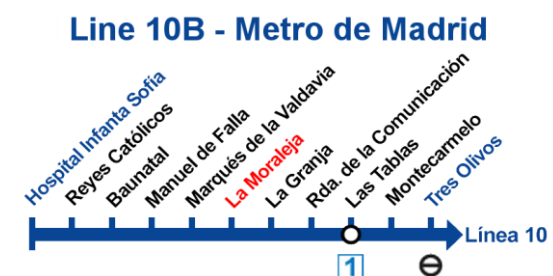 Line 10B - Metro de Madrid
Hospital Infanta Sofía
Reyes Católicos
Baunatal
Manuel de Falla
Marqués de la Valdavia
La Moraleja
La Granja
Rda. de la Comunicación
Las Tablas
Montecarmelo
Tres Olivos
Línea 10
1